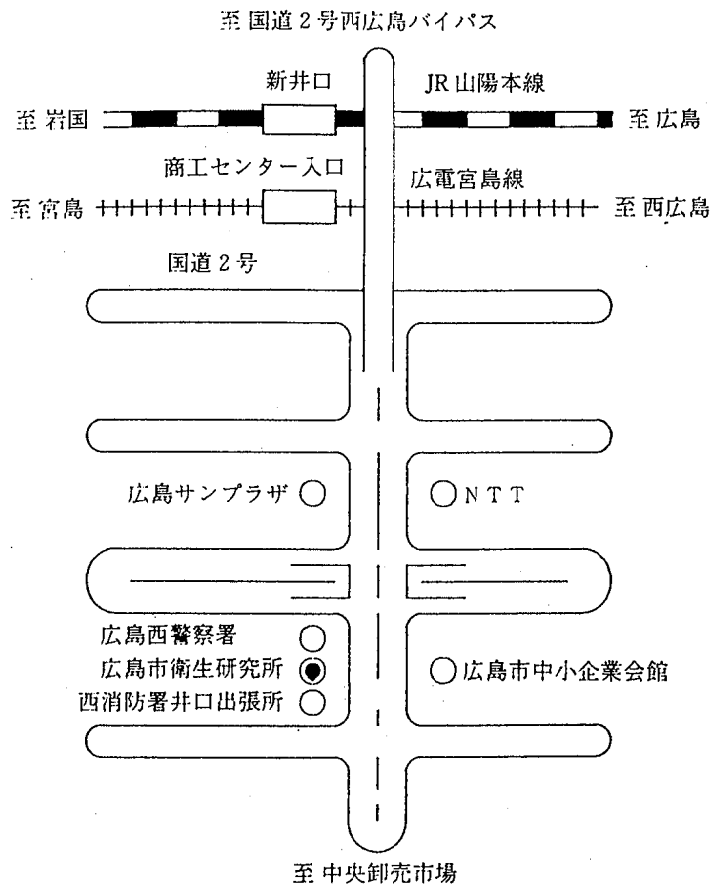 至 国道2号西広島バイパス
新井口
JR山陽本線
至 岩国
至 広島
商工センター入口
広電宮島線
至 宮島
至 西広島
国道2号
広島サンプラザ
NTT
広島西警察署
広島市衛生研究所
広島市中小企業会館
西消防署井口出張所
至 中央卸売市場